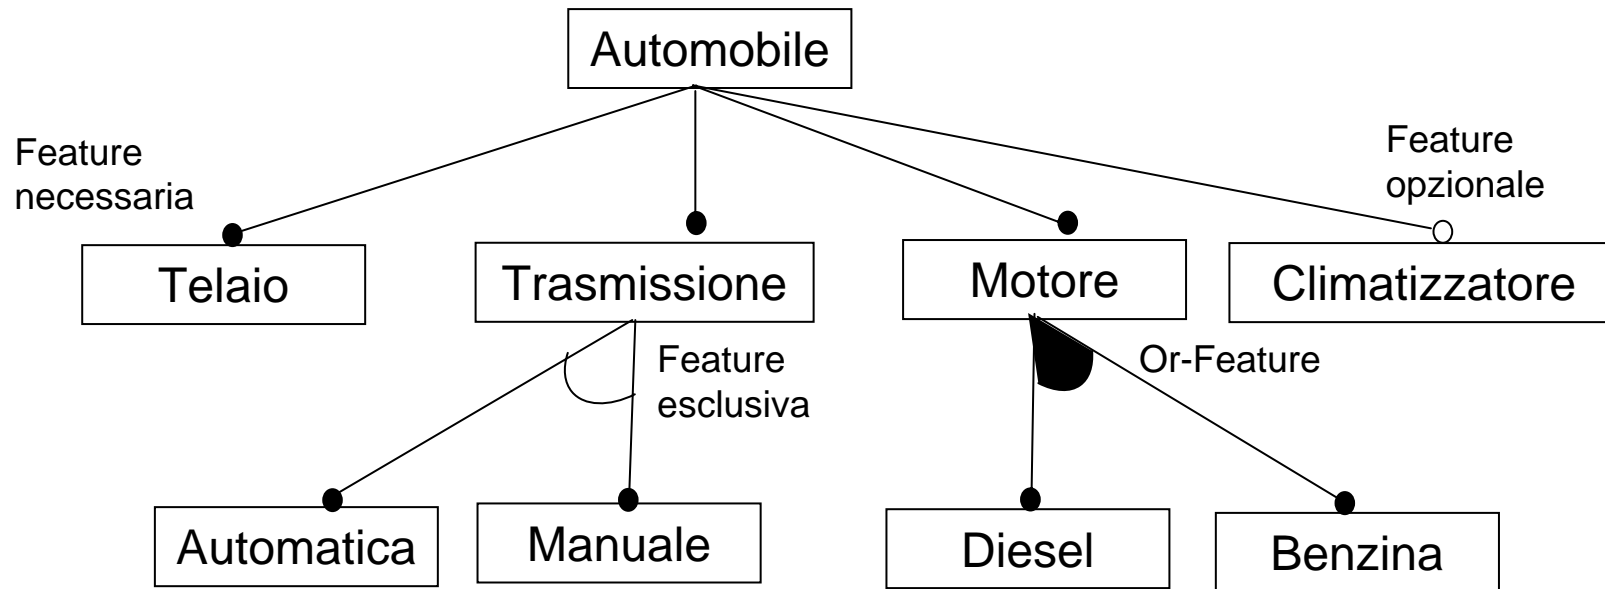 Automobile
Feature
necessaria
Feature
opzionale
Telaio
Trasmissione
Motore
Climatizzatore
Feature
esclusiva
Or-Feature
Automatica
Manuale
Diesel
Benzina